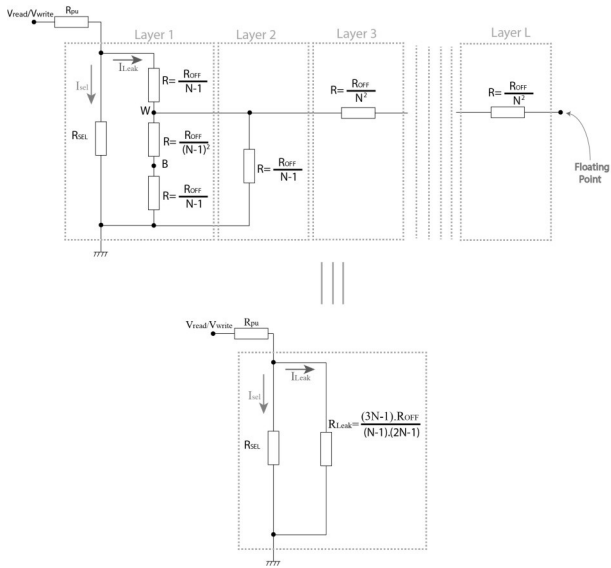 Vread/Vwrite Rpu
Layer 1 Layer 2 Layer 3 Layer L
ILeak
Isel
R= ROFF / N-1
W
R= ROFF / N²
R= ROFF / N²
RSEL
R= ROFF / (N-1)²
B
R= ROFF / N-1
R= ROFF / N-1
Floating
Point
Vread/Vwrite Rpu
ILeak
Isel
RLeak= (3N-1).ROFF / (N-1).(2N-1)
RSEL